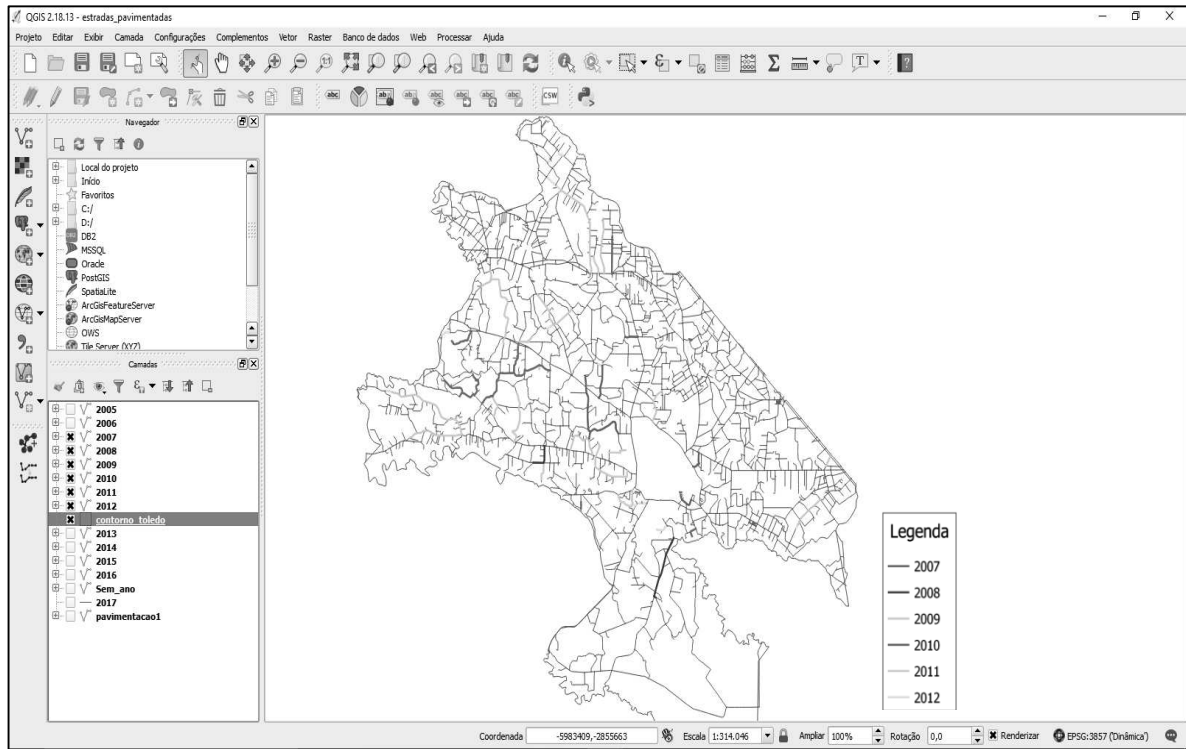 QGIS 2.18.13 - estradas_pavimentadas
Projeto Editar Exibir Camada Configurações Complementos Vetor Raster Banco de dados Web Processar Ajuda
Navegador
Local do projeto
Início
Favoritos
C:/
D:/
DB2
MSSQL
Oracle
PostGIS
SpatiaLite
ArcGisFeatureServer
ArcGisMapServer
OWS
Tile Server (XYZ)
Camadas
2005
2006
2007
2008
2009
2010
2011
2012
contorno_toledo
2013
2014
2015
2016
Sem_ano
2017
pavimentacao1
Legenda
2007
2008
2009
2010
2011
2012
Coordenada -5983409,-2855663 Escala 1:314.046 Ampliar 100% Rotação 0,0 Renderizar EPSG:3857 ('Dinâmica')